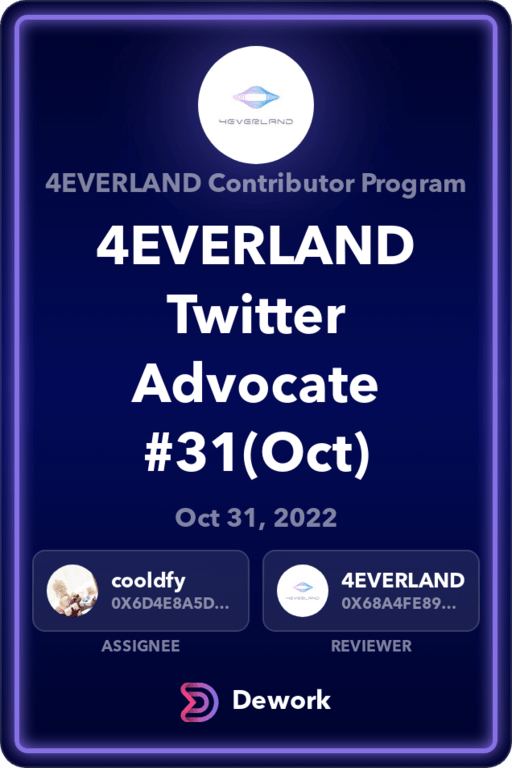 4EVERLAND
4EVERLAND Contributor Program
4EVERLAND
Twitter
Advocate
#31(Oct)
Oct 31, 2022
cooldfy
0X6D4E8A5D...
ASSIGNEE
4EVERLAND
4EVERLAND
0X68A4FE89...
REVIEWER
Dework